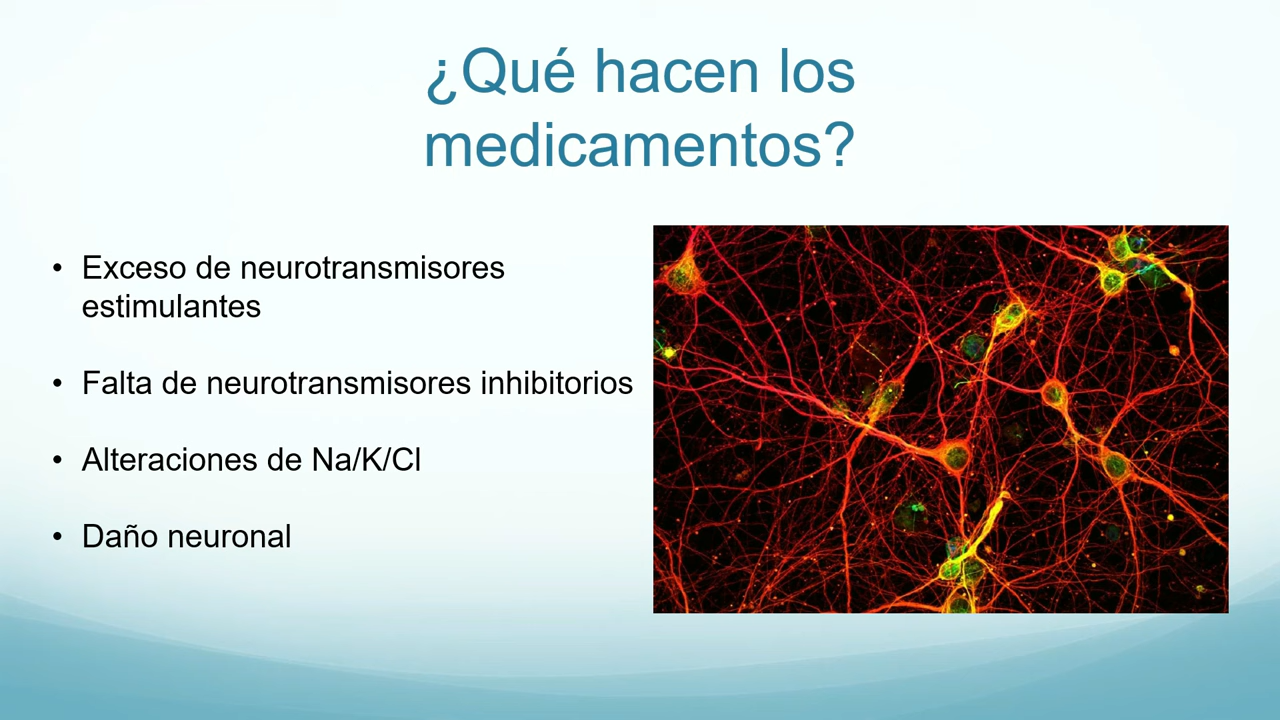 ¿Qué hacen los
medicamentos?
• Exceso de neurotransmisores
estimulantes
• Falta de neurotransmisores inhibitorios
• Alteraciones de Na/K/Cl
• Daño neuronal